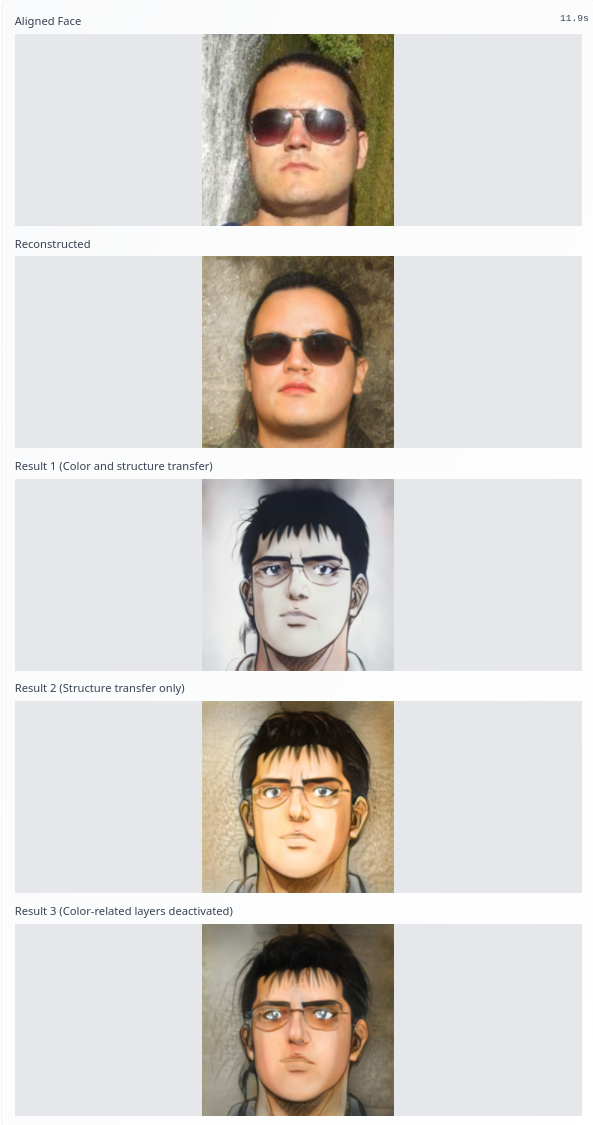 Aligned Face
11.9s
Reconstructed
Result 1 (Color and structure transfer)
Result 2 (Structure transfer only)
Result 3 (Color-related layers deactivated)